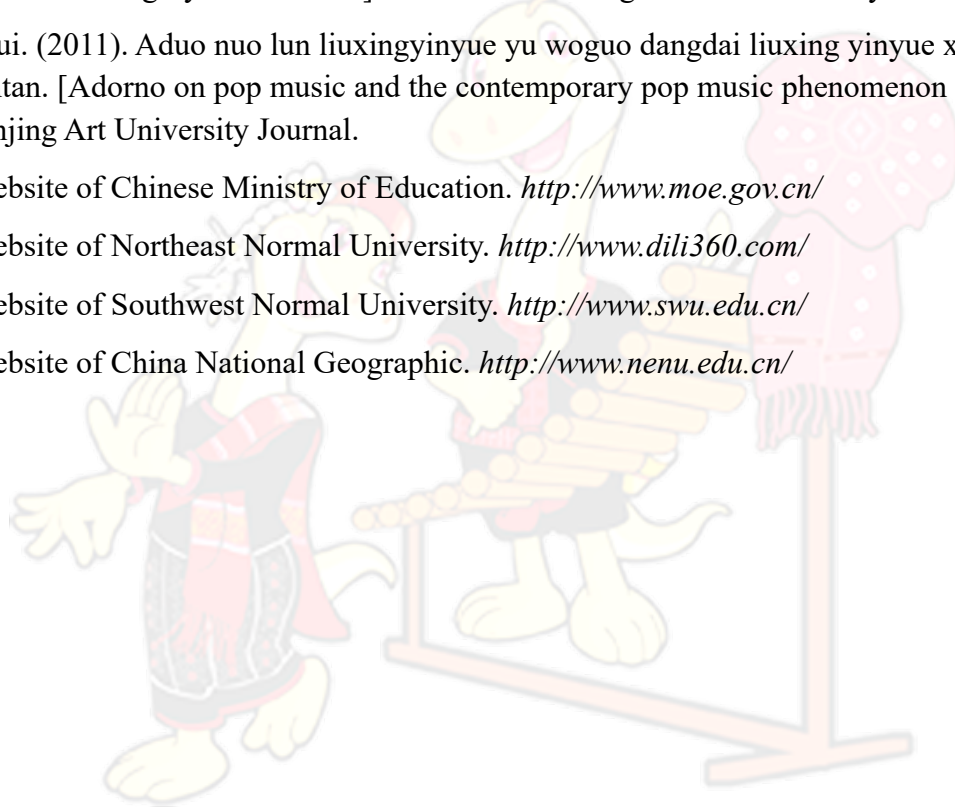 ui. (2011). Aduo nuo lun liuxingyinyue yu woguo dangdai liuxing yinyue x
tan. [Adorno on pop music and the contemporary pop music phenomenon
njing Art University Journal.
ebsite of Chinese Ministry of Education. http://www.moe.gov.cn/
ebsite of Northeast Normal University. http://www.dili360.com/
ebsite of Southwest Normal University. http://www.swu.edu.cn/
ebsite of China National Geographic. http://www.nenu.edu.cn/